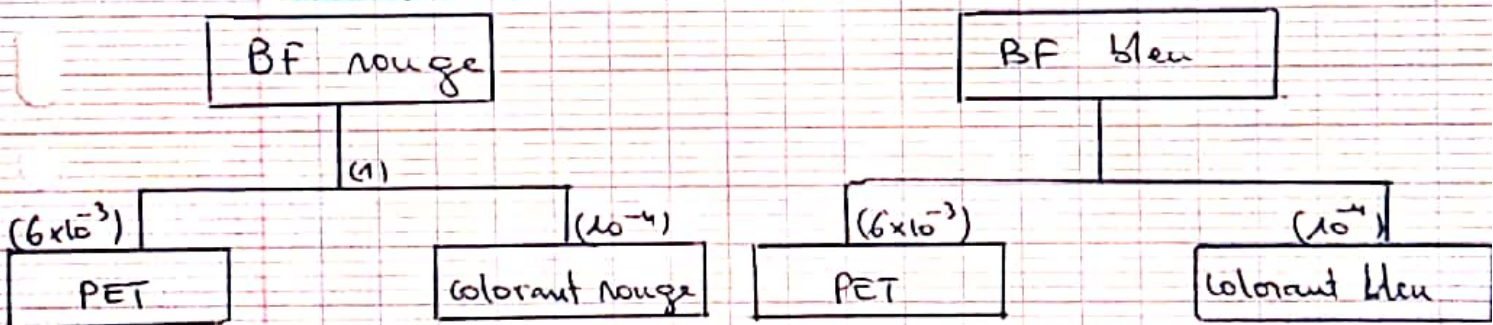 BF rouge BF bleu
(1)
(6x10⁻³) (10⁻⁴) (6x10⁻³) (10⁻⁴)
PET colorant rouge PET colorant bleu